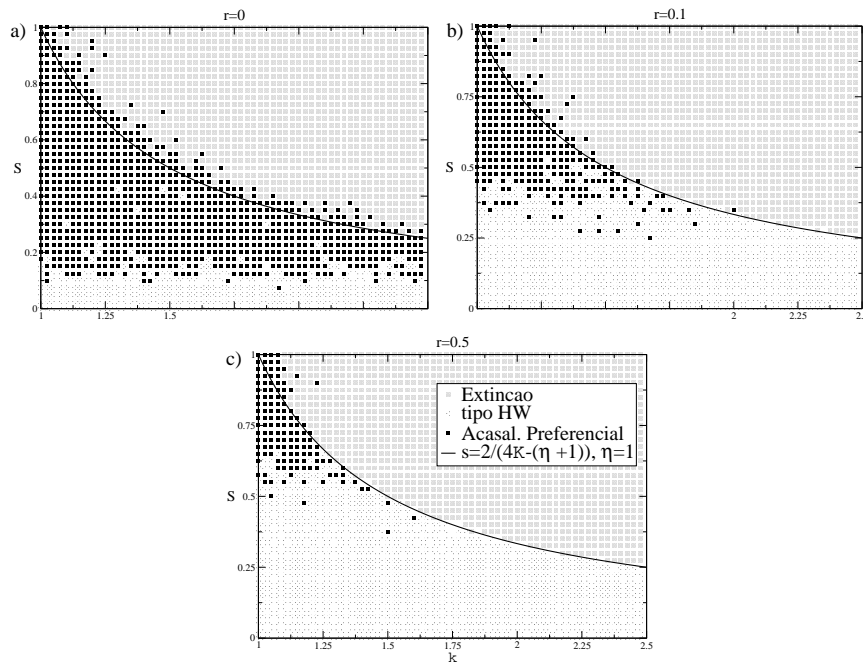 r=0
a)
1
0.8
0.6
S
0.4
0.2
0
1
1.25
1.5
r=0.1
b)
1
0.75
S
0.5
0.25
0
2
2.25
2.5
r=0.5
c)
1
0.75
S
0.5
0.25
0
1
1.25
1.5
1.75
2
2.25
2.5
k
Extincao
tipo HW
Acasal. Preferencial
s=2/(4K-(η +1)), η=1